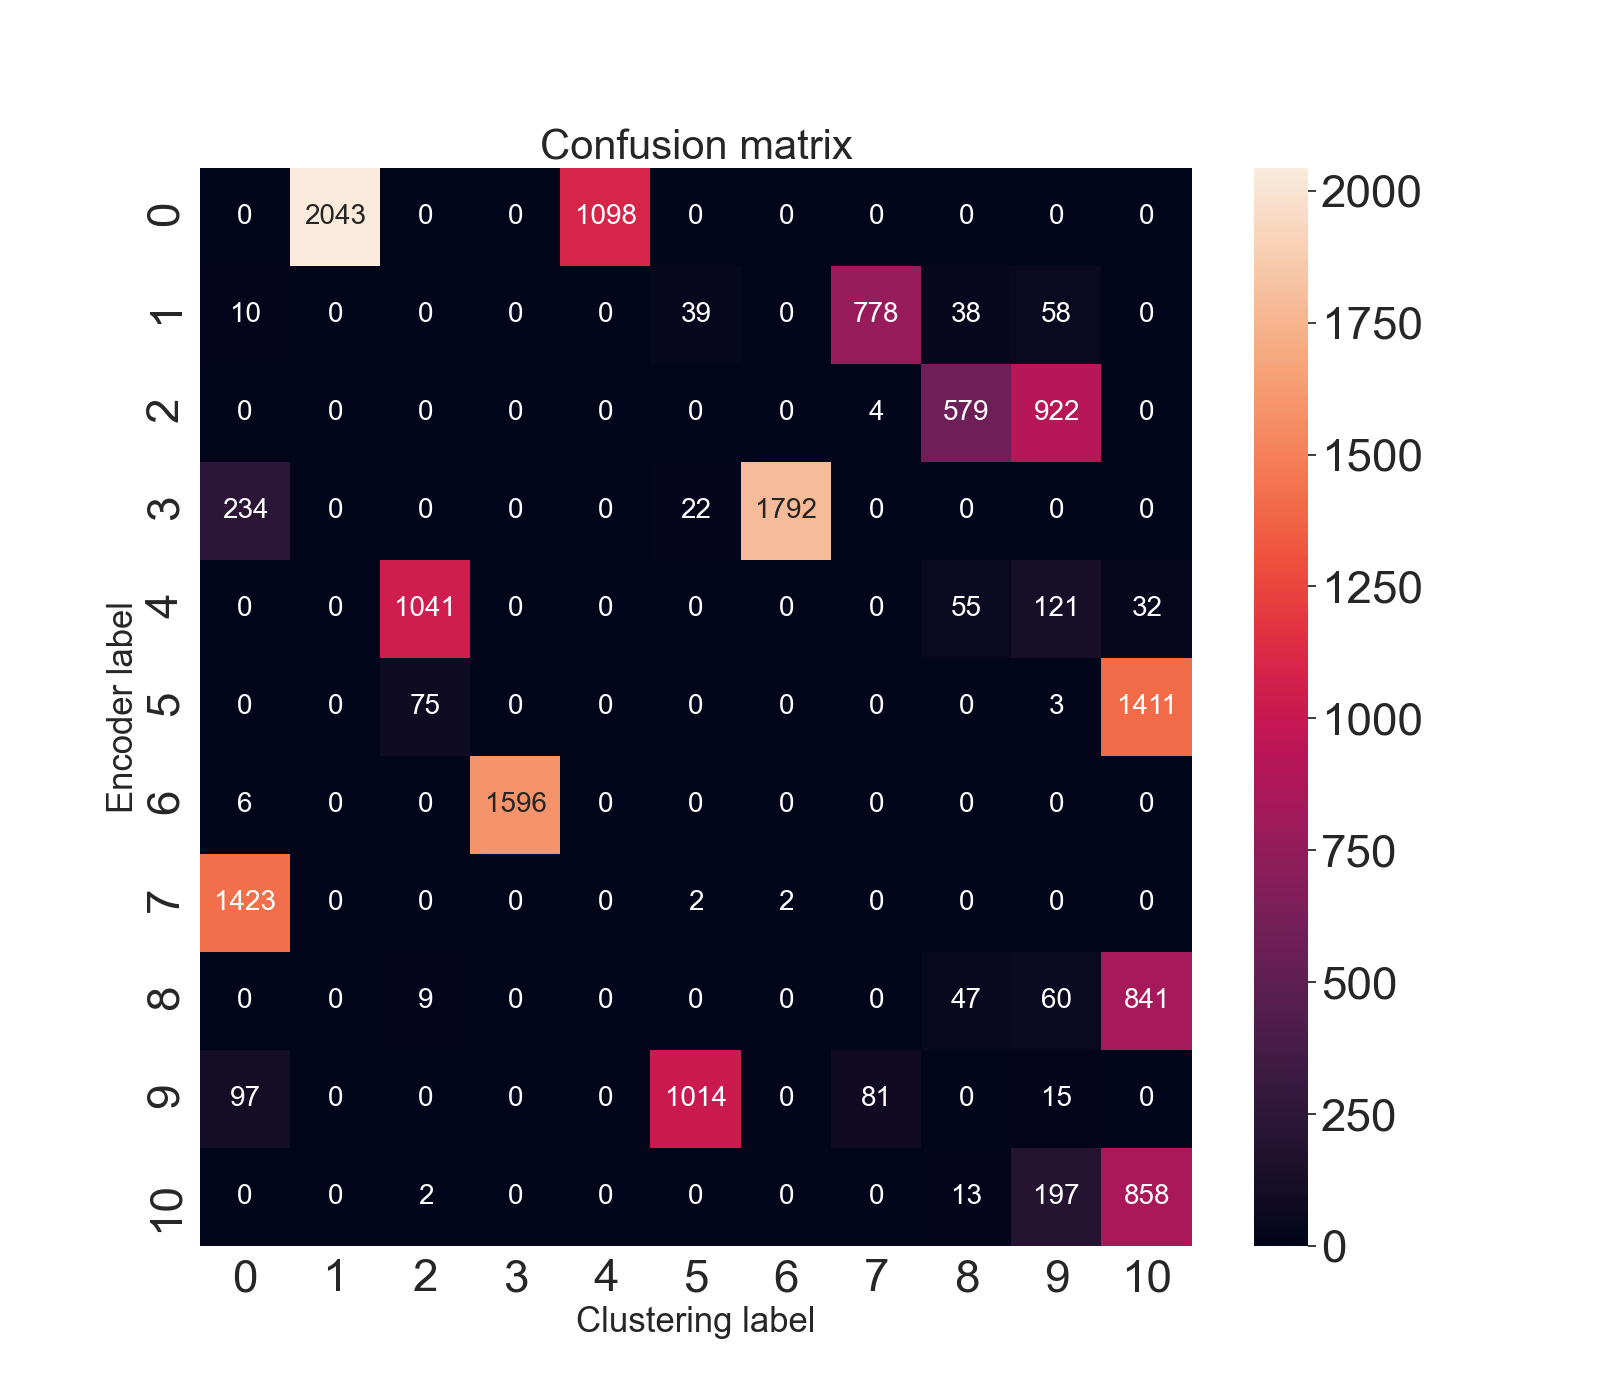 Confusion matrix
0 0 2043 0 0 1098 0 0 0 0 0 0
1 10 0 0 0 0 39 0 778 38 58 0
2 0 0 0 0 0 0 0 4 579 922 0
3 234 0 0 0 0 22 1792 0 0 0 0
4 0 0 1041 0 0 0 0 0 55 121 32
5 0 0 75 0 0 0 0 0 0 3 1411
6 6 0 0 1596 0 0 0 0 0 0 0
7 1423 0 0 0 0 2 2 0 0 0 0
8 0 0 9 0 0 0 0 0 47 60 841
9 97 0 0 0 0 1014 0 81 0 15 0
10 0 0 2 0 0 0 0 0 13 197 858
0 1 2 3 4 5 6 7 8 9 10
Clustering label
Encoder label
2000
1750
1500
1250
1000
750
500
250
0